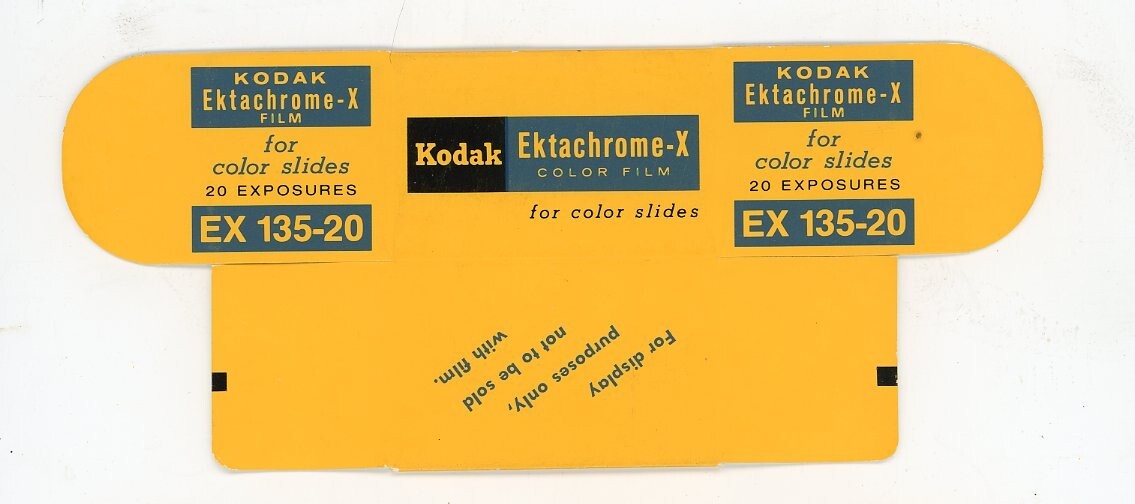 KODAK
Ektachrome-X
FILM
for
color slides
20 EXPOSURES
EX 135-20
Kodak
Ektachrome-X
COLOR FILM
for color slides
KODAK
Ektachrome-X
FILM
for
color slides
20 EXPOSURES
EX 135-20
For display
purposes only,
not to be sold
with film.